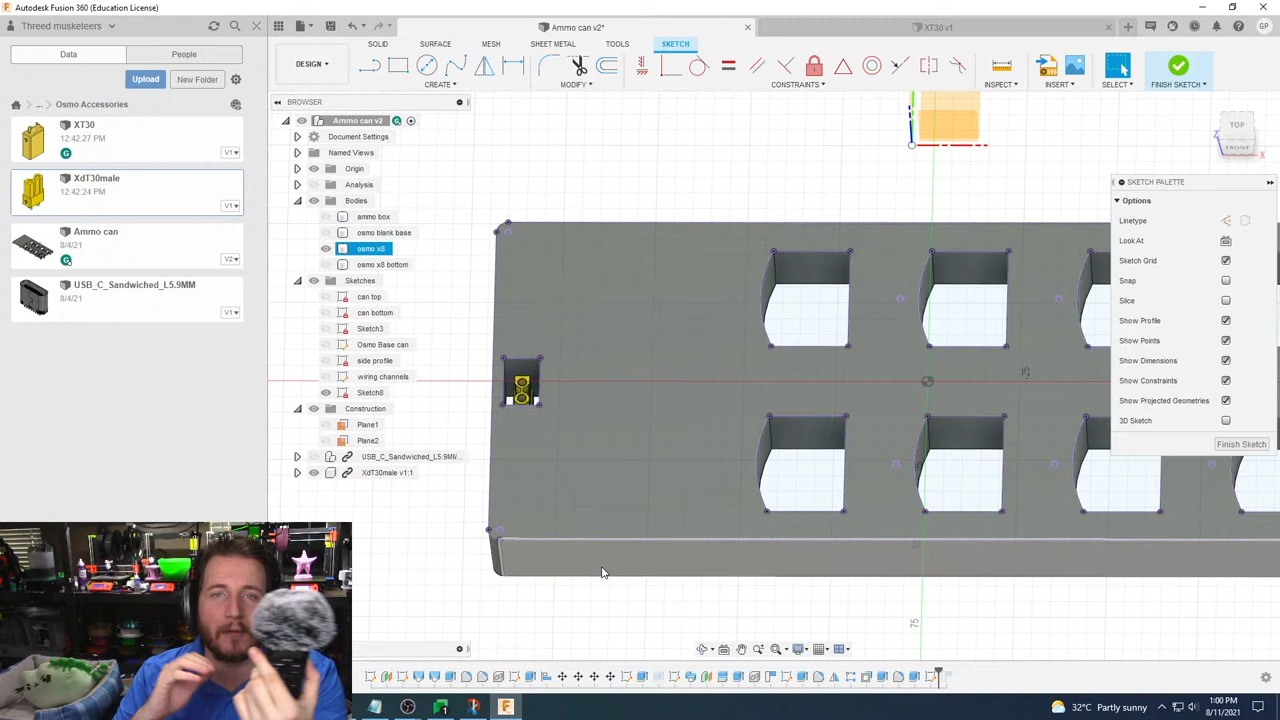 Autodesk Fusion 360 (Education License)
Threed musketeers
Ammo can v2*
XT30 v1
Data
People
SOLID
SURFACE
MESH
SHEET METAL
TOOLS
SKETCH
Upload
New Folder
DESIGN
CREATE
MODIFY
CONSTRAINTS
INSPECT
INSERT
SELECT
FINISH SKETCH
... Osmo Accessories
XT30
12:42:27 PM
G
V1
XdT30male
12:42:24 PM
V1
Ammo can
8/4/21
G
V2
USB_C_Sandwiched_L5.9MM
8/4/21
V1
BROWSER
Ammo can v2
G
Document Settings
Named Views
Origin
Analysis
Bodies
ammo box
osmo blank base
osmo x8
osmo x8 bottom
Sketches
can top
can bottom
Sketch3
Osmo Base can
side profile
wiring channels
Sketch8
Construction
Plane1
Plane2
USB_C_Sandwiched_L5.9MM...
XdT30male v1:1
-25
50
75
TOP
FRONT
Z
X
SKETCH PALETTE
Options
Linetype
Look At
Sketch Grid
Snap
Slice
Show Profile
Show Points
Show Dimensions
Show Constraints
Show Projected Geometries
3D Sketch
Finish Sketch
GP
32°C Partly sunny
1:00 PM
8/11/2021